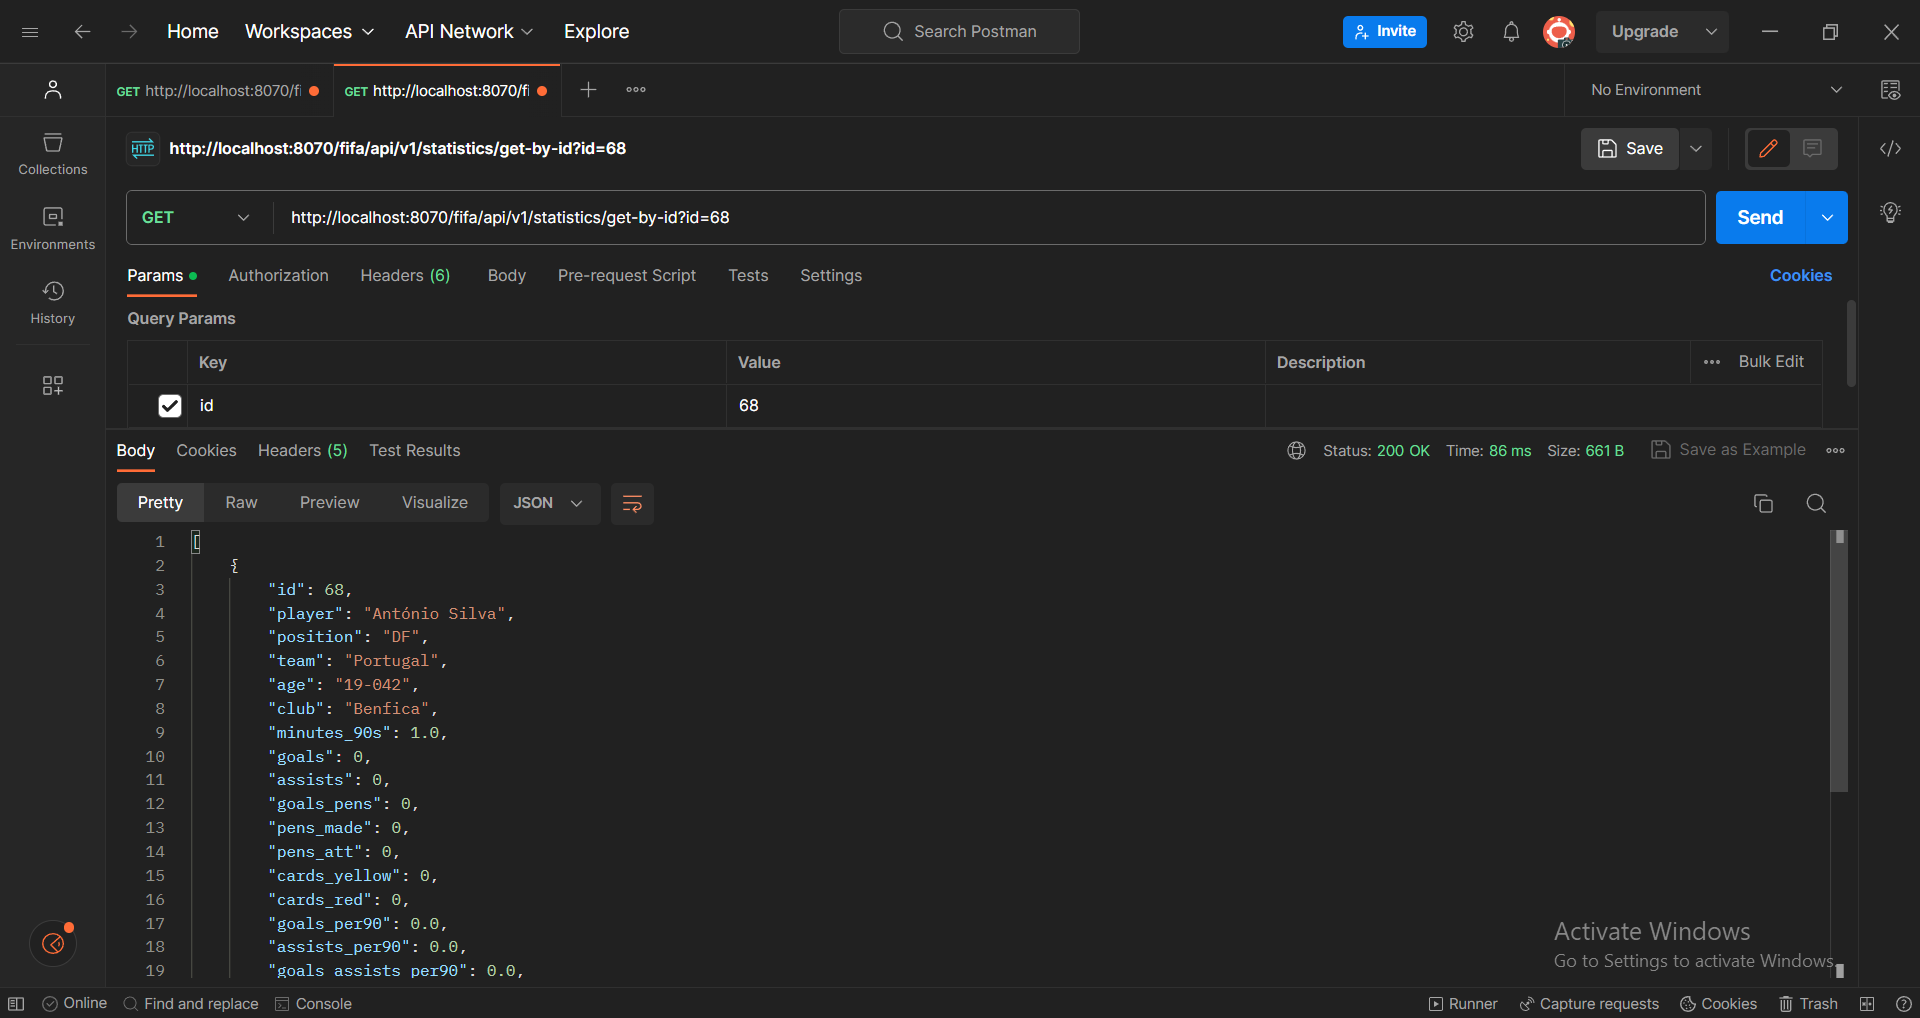 Home Workspaces API Network Explore Search Postman Invite Upgrade
GET http://localhost:8070/fi GET http://localhost:8070/fi No Environment
HTTP http://localhost:8070/fifa/api/v1/statistics/get-by-id?id=68 Save
Collections
GET http://localhost:8070/fifa/api/v1/statistics/get-by-id?id=68 Send
Environments
Params Authorization Headers (6) Body Pre-request Script Tests Settings Cookies
History
Query Params
Key Value Description Bulk Edit
id 68
Body Cookies Headers (5) Test Results Status: 200 OK Time: 86 ms Size: 661 B Save as Example
Pretty Raw Preview Visualize JSON
1 [
2 {
3 "id": 68,
4 "player": "António Silva",
5 "position": "DF",
6 "team": "Portugal",
7 "age": "19-042",
8 "club": "Benfica",
9 "minutes_90s": 1.0,
10 "goals": 0,
11 "assists": 0,
12 "goals_pens": 0,
13 "pens_made": 0,
14 "pens_att": 0,
15 "cards_yellow": 0,
16 "cards_red": 0,
17 "goals_per90": 0.0,
18 "assists_per90": 0.0,
19 "goals_assists_per90": 0.0,
Activate Windows
Go to Settings to activate Windows.
Online Find and replace Console Runner Capture requests Cookies Trash